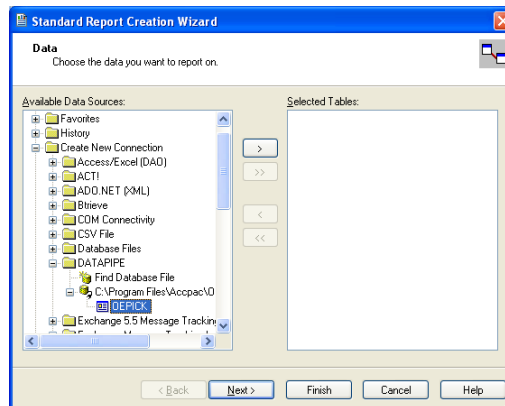 Standard Report Creation Wizard
Data
Choose the data you want to report on.
Available Data Sources:
Selected Tables:
Favorites
History
Create New Connection
Access/Excel (DAO)
ACT!
ADO.NET (XML)
Btrieve
COM Connectivity
CSV File
Database Files
DATAPIPE
Find Database File
C:\Program Files\Accpac\O
OEPICK
Exchange 5.5 Message Tracking
>
>>
<
<<
< Back
Next >
Finish
Cancel
Help